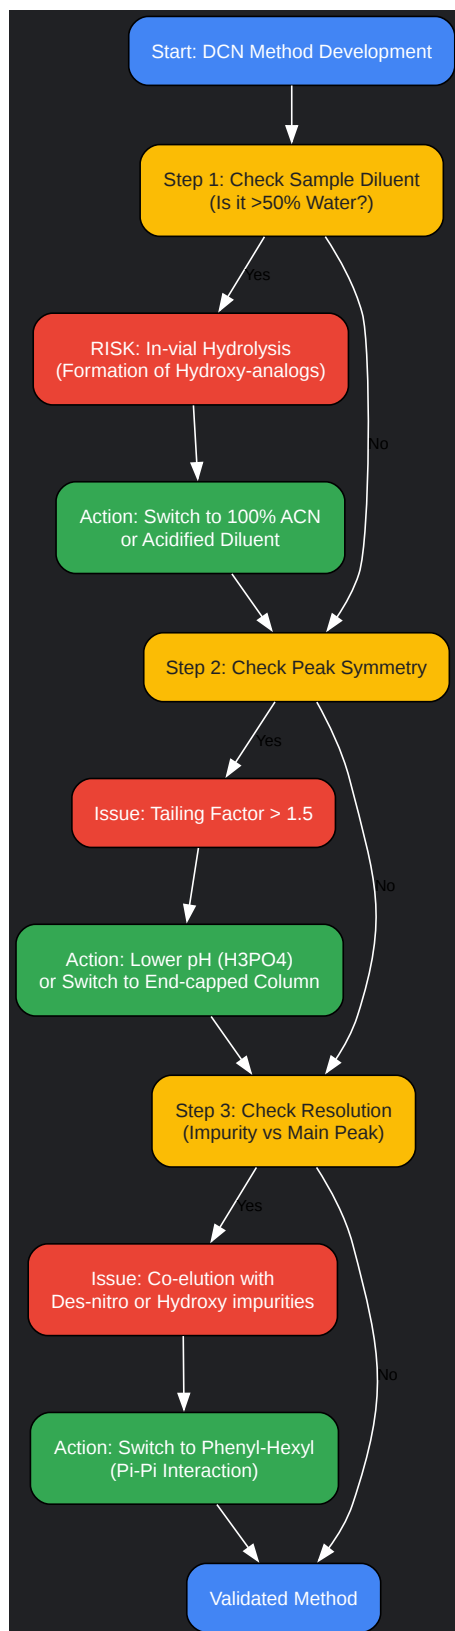 Start: DCN Method Development
Step 1: Check Sample Diluent
(Is it >50% Water?)
Yes
RISK: In-vial Hydrolysis
(Formation of Hydroxy-analogs)
No
Action: Switch to 100% ACN
or Acidified Diluent
Step 2: Check Peak Symmetry
Yes
Issue: Tailing Factor > 1.5
No
Action: Lower pH (H3PO4)
or Switch to End-capped Column
Step 3: Check Resolution
(Impurity vs Main Peak)
Yes
Issue: Co-elution with
Des-nitro or Hydroxy impurities
No
Action: Switch to Phenyl-Hexyl
(Pi-Pi Interaction)
Validated Method